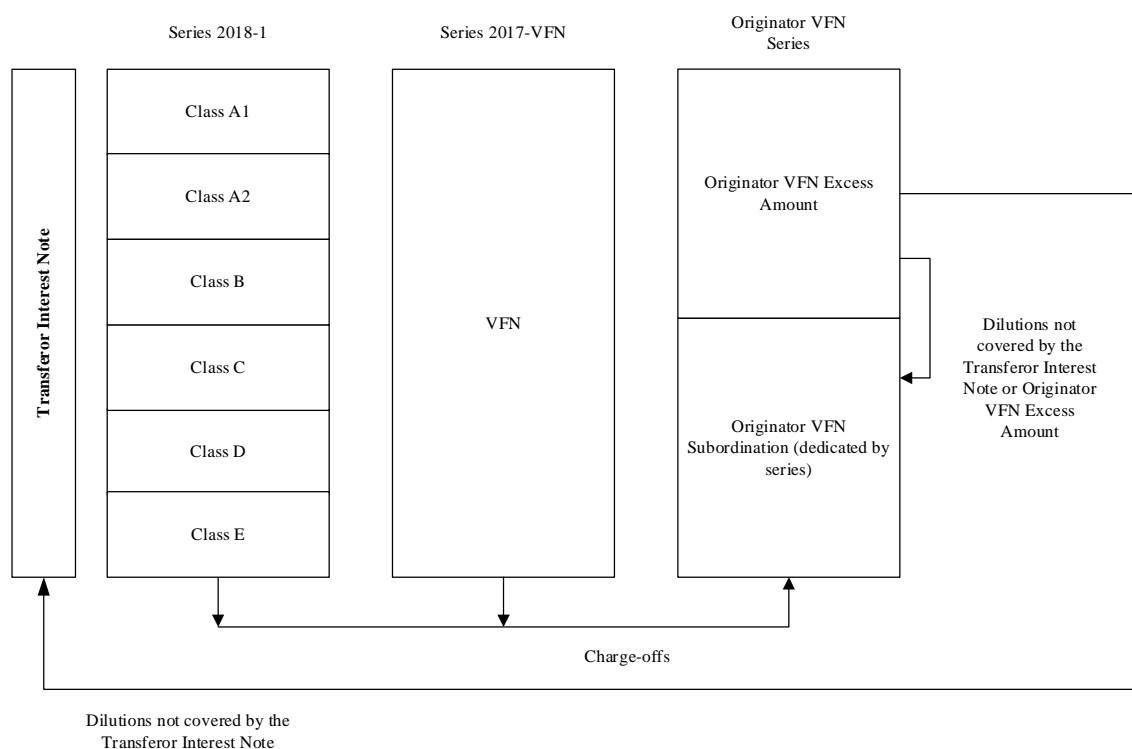 Series 2018-1
Series 2017-VFN
Originator VFN
Series
Transferor Interest Note
Class A1
Class A2
Class B
Class C
Class D
Class E
VFN
Originator VFN Excess
Amount
Originator VFN
Subordination (dedicated by
series)
Dilutions not
covered by the
Transferor Interest
Note or Originator
VFN Excess
Amount
Charge-offs
Dilutions not covered by the
Transferor Interest Note